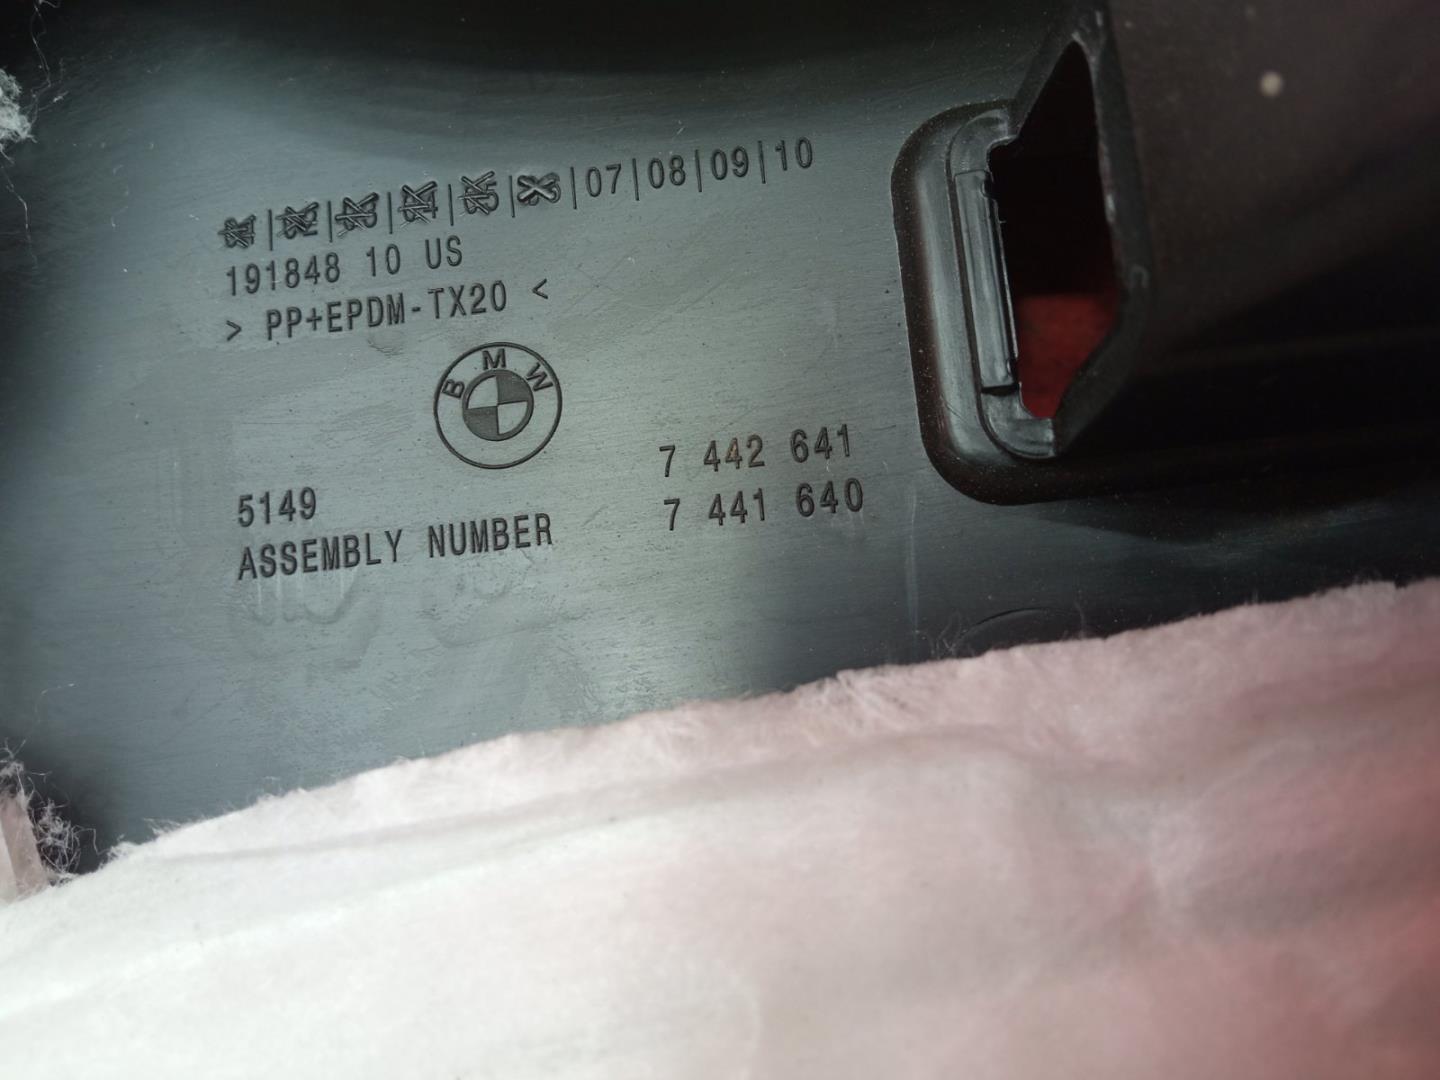 |07|08|09|10
191848 10 US
> PP+EPDM-TX20 <
BMW
5149 7 442 641
ASSEMBLY NUMBER 7 441 640